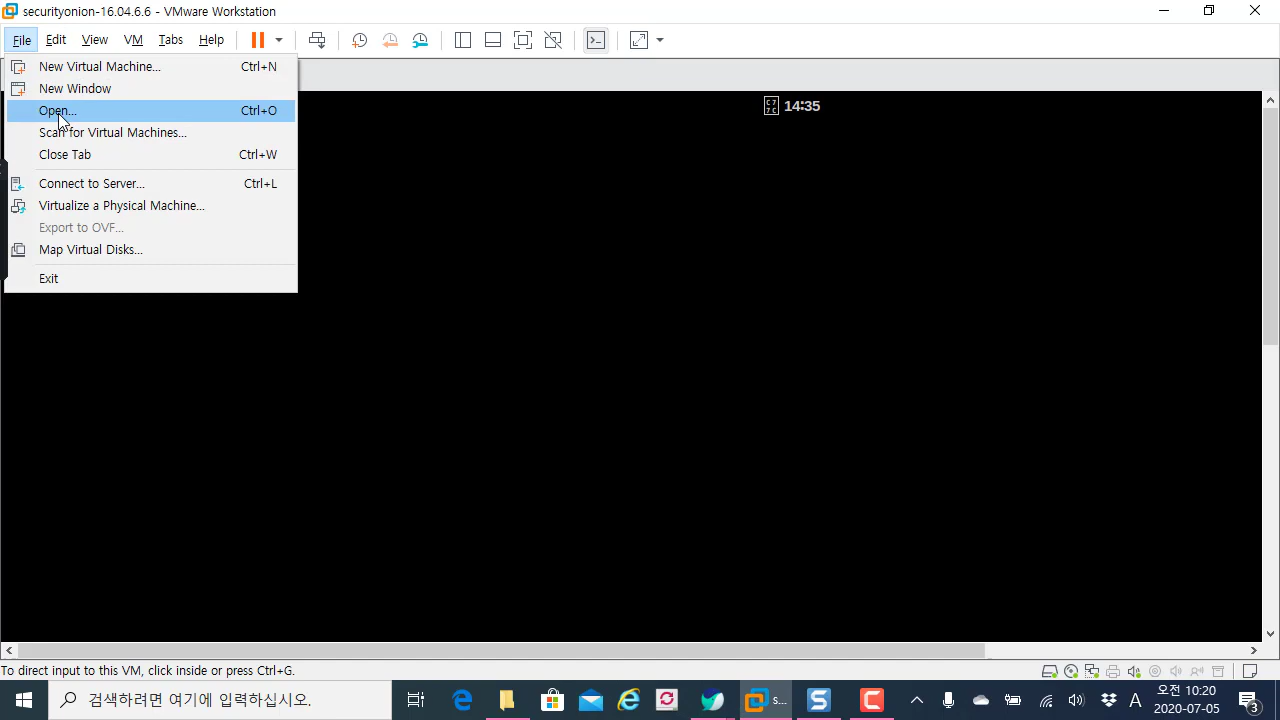 securityonion-16.04.6.6 - VMware Workstation
File Edit View VM Tabs Help
New Virtual Machine... Ctrl+N
New Window
Open... Ctrl+O
Scan for Virtual Machines...
Close Tab Ctrl+W
Connect to Server... Ctrl+L
Virtualize a Physical Machine...
Export to OVF...
Map Virtual Disks...
Exit
C7 7C 14:35
To direct input to this VM, click inside or press Ctrl+G.
검색하려면 여기에 입력하십시오.
s...
A
오전 10:20
2020-07-05
3